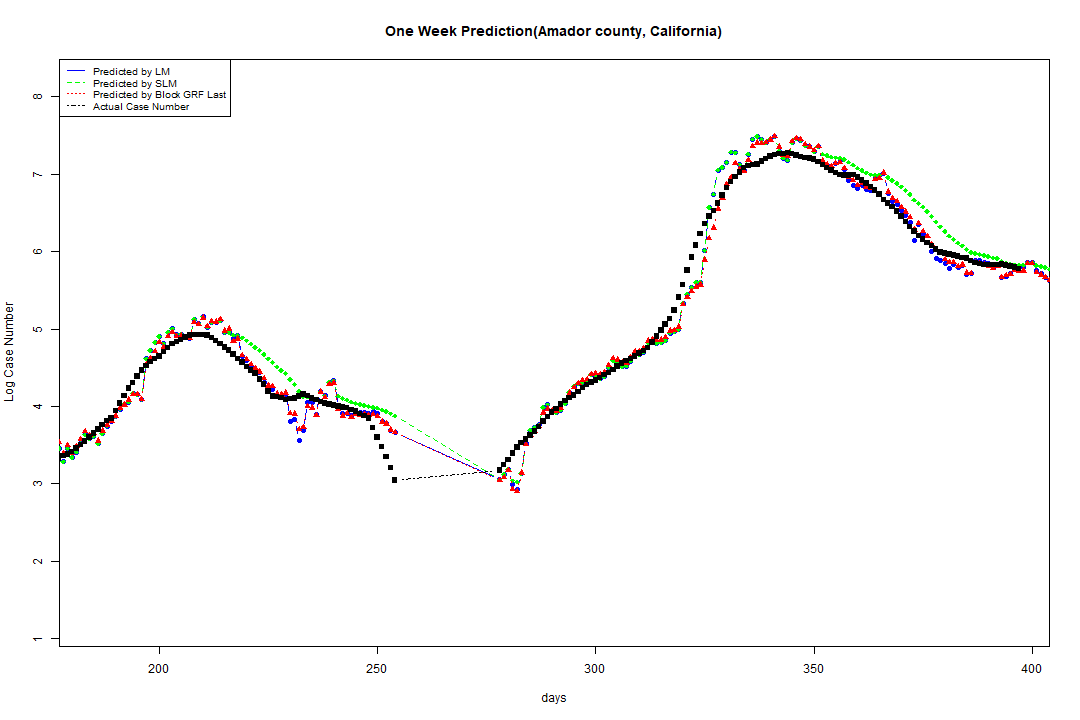 One Week Prediction(Amador county, California)
Predicted by LM
Predicted by SLM
Predicted by Block GRF Last
Actual Case Number
Log Case Number
8
7
6
5
4
3
2
1
200 250 300 350 400
days